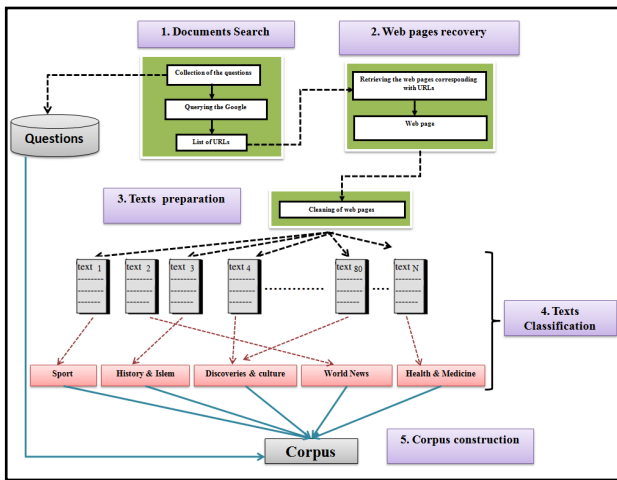 1. Documents Search
2. Web pages recovery
Collection of the questions
Querying the Google
List of URLs
Retrieving the web pages corresponding
with URLs
Web page
Questions
3. Texts preparation
Cleaning of web pages
text 1
text 2
text 3
text 4
text 80
text N
4. Texts
Classification
Sport
History & Islem
Discoveries & culture
World News
Health & Medicine
Corpus
5. Corpus construction